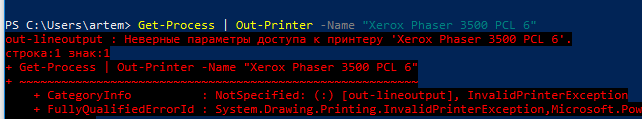 PS C:\Users\artem> Get-Process | Out-Printer -Name "Xerox Phaser 3500 PCL 6"
out-lineoutput : Неверные параметры доступа к принтеру 'Xerox Phaser 3500 PCL 6'.
строка:1 знак:1
+ Get-Process | Out-Printer -Name "Xerox Phaser 3500 PCL 6"
+ ~~~~~~~~~~~~~~~~~~~~~~~~~~~~~~~~~~~~~~~~~~~~~~~~~~~~~~~~~
    + CategoryInfo          : NotSpecified: (:) [out-lineoutput], InvalidPrinterException
    + FullyQualifiedErrorId : System.Drawing.Printing.InvalidPrinterException,Microsoft.Pow